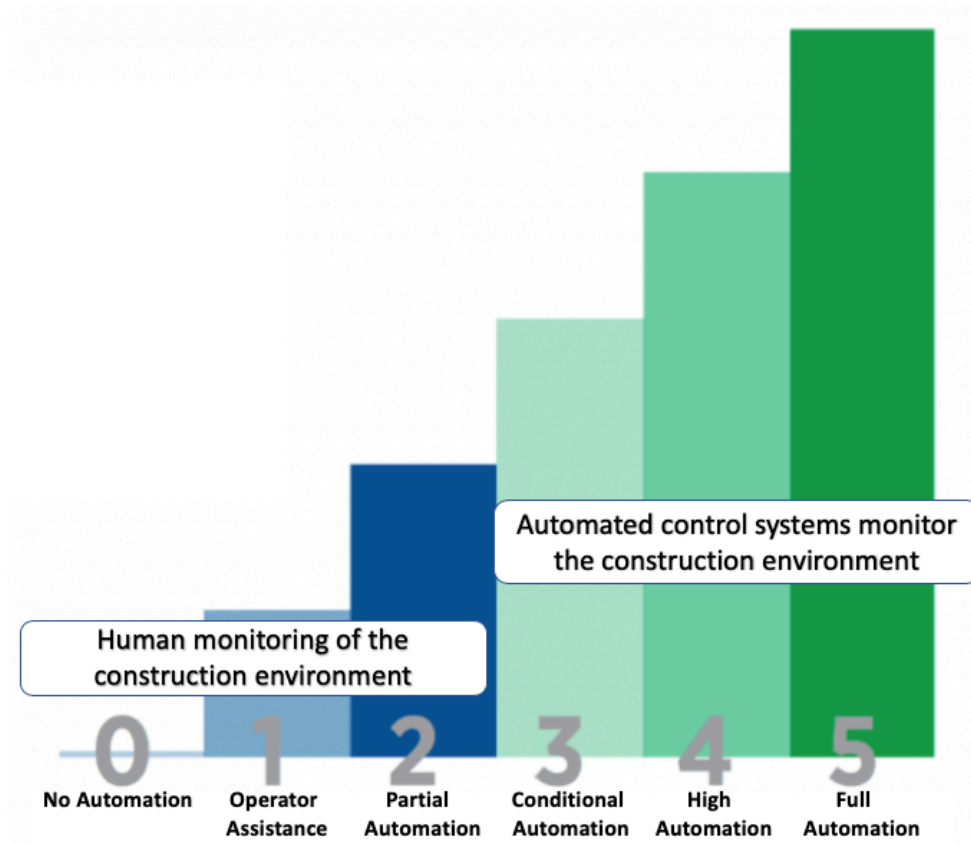 Automated control systems monitor
the construction environment
Human monitoring of the
construction environment
0 1 2 3 4 5
No Automation Operator Partial Conditional High Full
Assistance Automation Automation Automation Automation